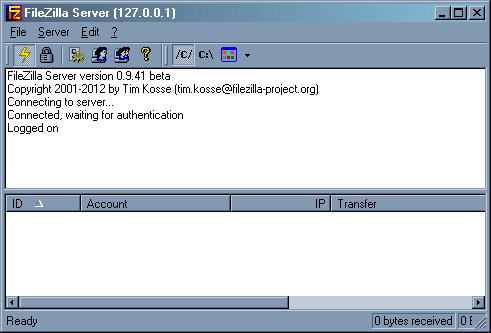 FileZilla Server (127.0.0.1)
File Server Edit ?
/C/ C:\
FileZilla Server version 0.9.41 beta
Copyright 2001-2012 by Tim Kosse (tim.kosse@filezilla-project.org)
Connecting to server...
Connected, waiting for authentication
Logged on
ID Account IP Transfer
Ready 0 bytes received 0